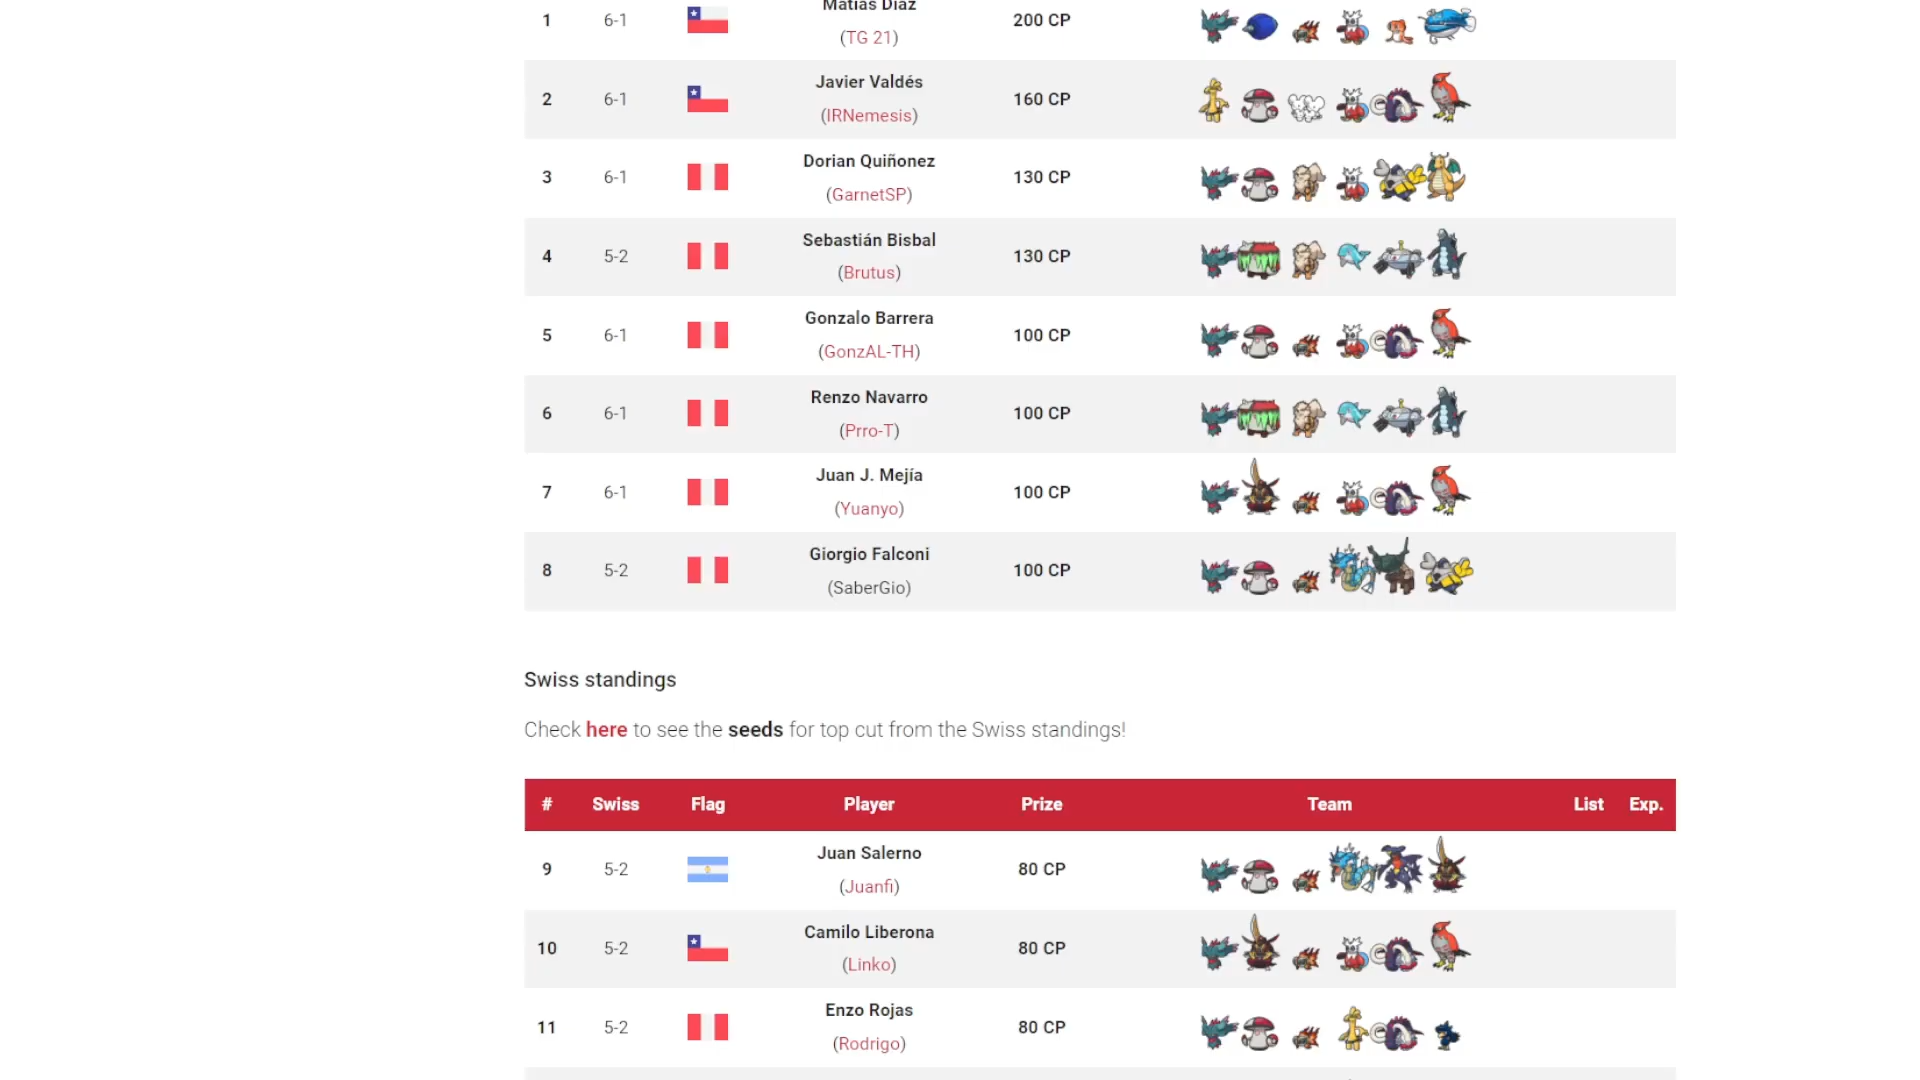 1 6-1 Matías Díaz (TG 21) 200 CP
2 6-1 Javier Valdés (IRNemesis) 160 CP
3 6-1 Dorian Quiñonez (GarnetSP) 130 CP
4 5-2 Sebastián Bisbal (Brutus) 130 CP
5 6-1 Gonzalo Barrera (GonzAL-TH) 100 CP
6 6-1 Renzo Navarro (Prro-T) 100 CP
7 6-1 Juan J. Mejía (Yuanyo) 100 CP
8 5-2 Giorgio Falconi (SaberGio) 100 CP
Swiss standings
Check here to see the seeds for top cut from the Swiss standings!
# Swiss Flag Player Prize Team List Exp.
9 5-2 Juan Salerno (Juanfi) 80 CP
10 5-2 Camilo Liberona (Linko) 80 CP
11 5-2 Enzo Rojas (Rodrigo) 80 CP